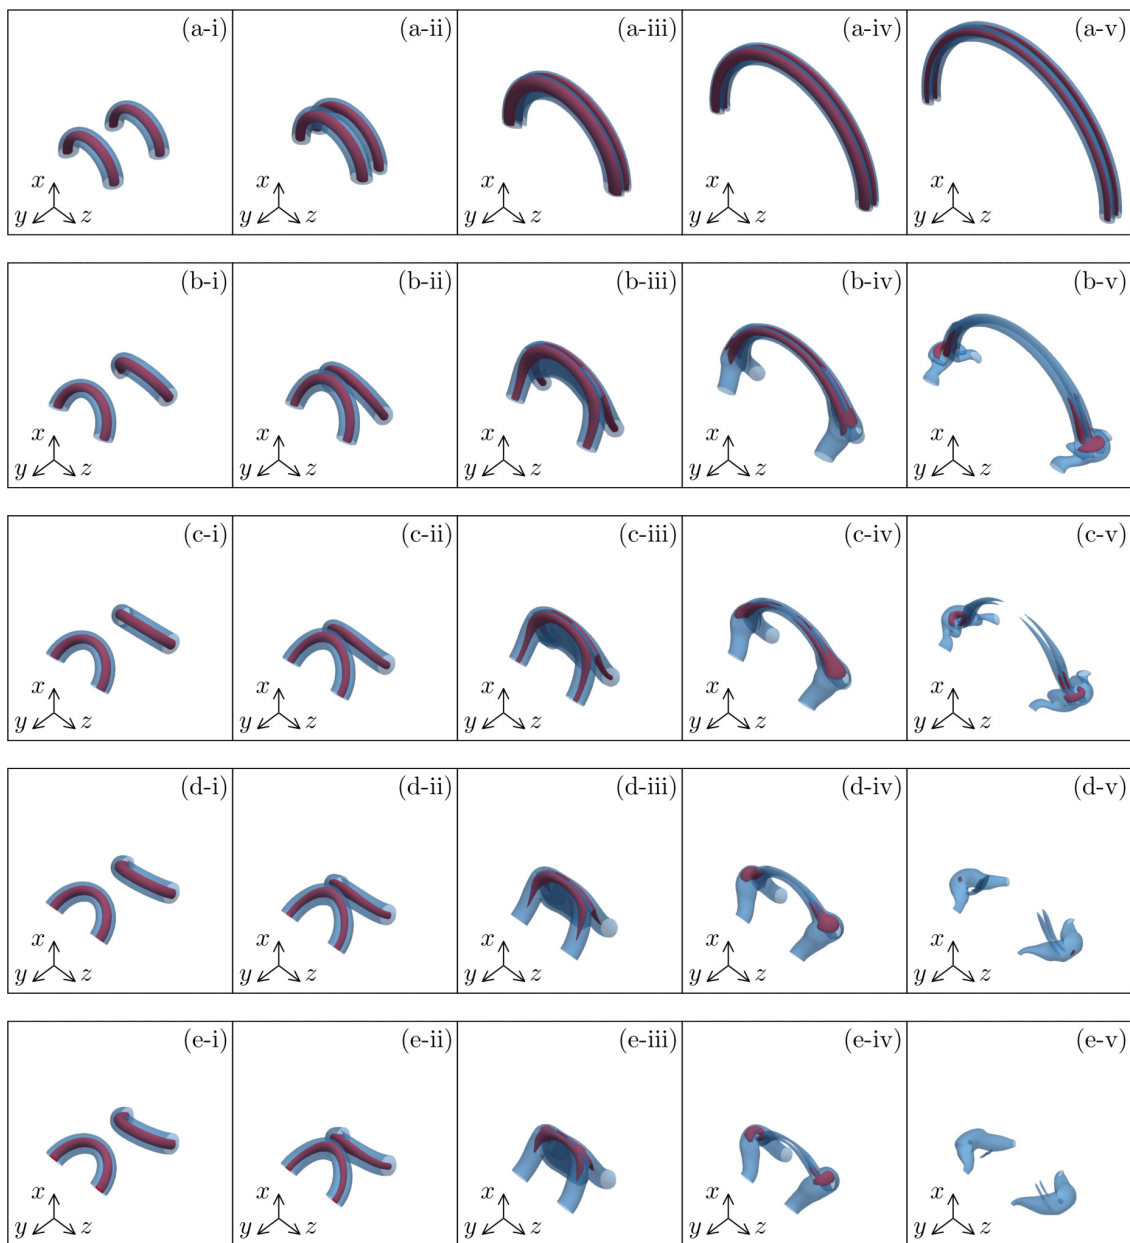 (a-i) (a-ii) (a-iii) (a-iv) (a-v)
x x x x x
y z y z y z y z y z
(b-i) (b-ii) (b-iii) (b-iv) (b-v)
x x x x x
y z y z y z y z y z
(c-i) (c-ii) (c-iii) (c-iv) (c-v)
x x x x x
y z y z y z y z y z
(d-i) (d-ii) (d-iii) (d-iv) (d-v)
x x x x x
y z y z y z y z y z
(e-i) (e-ii) (e-iii) (e-iv) (e-v)
x x x x x
y z y z y z y z y z